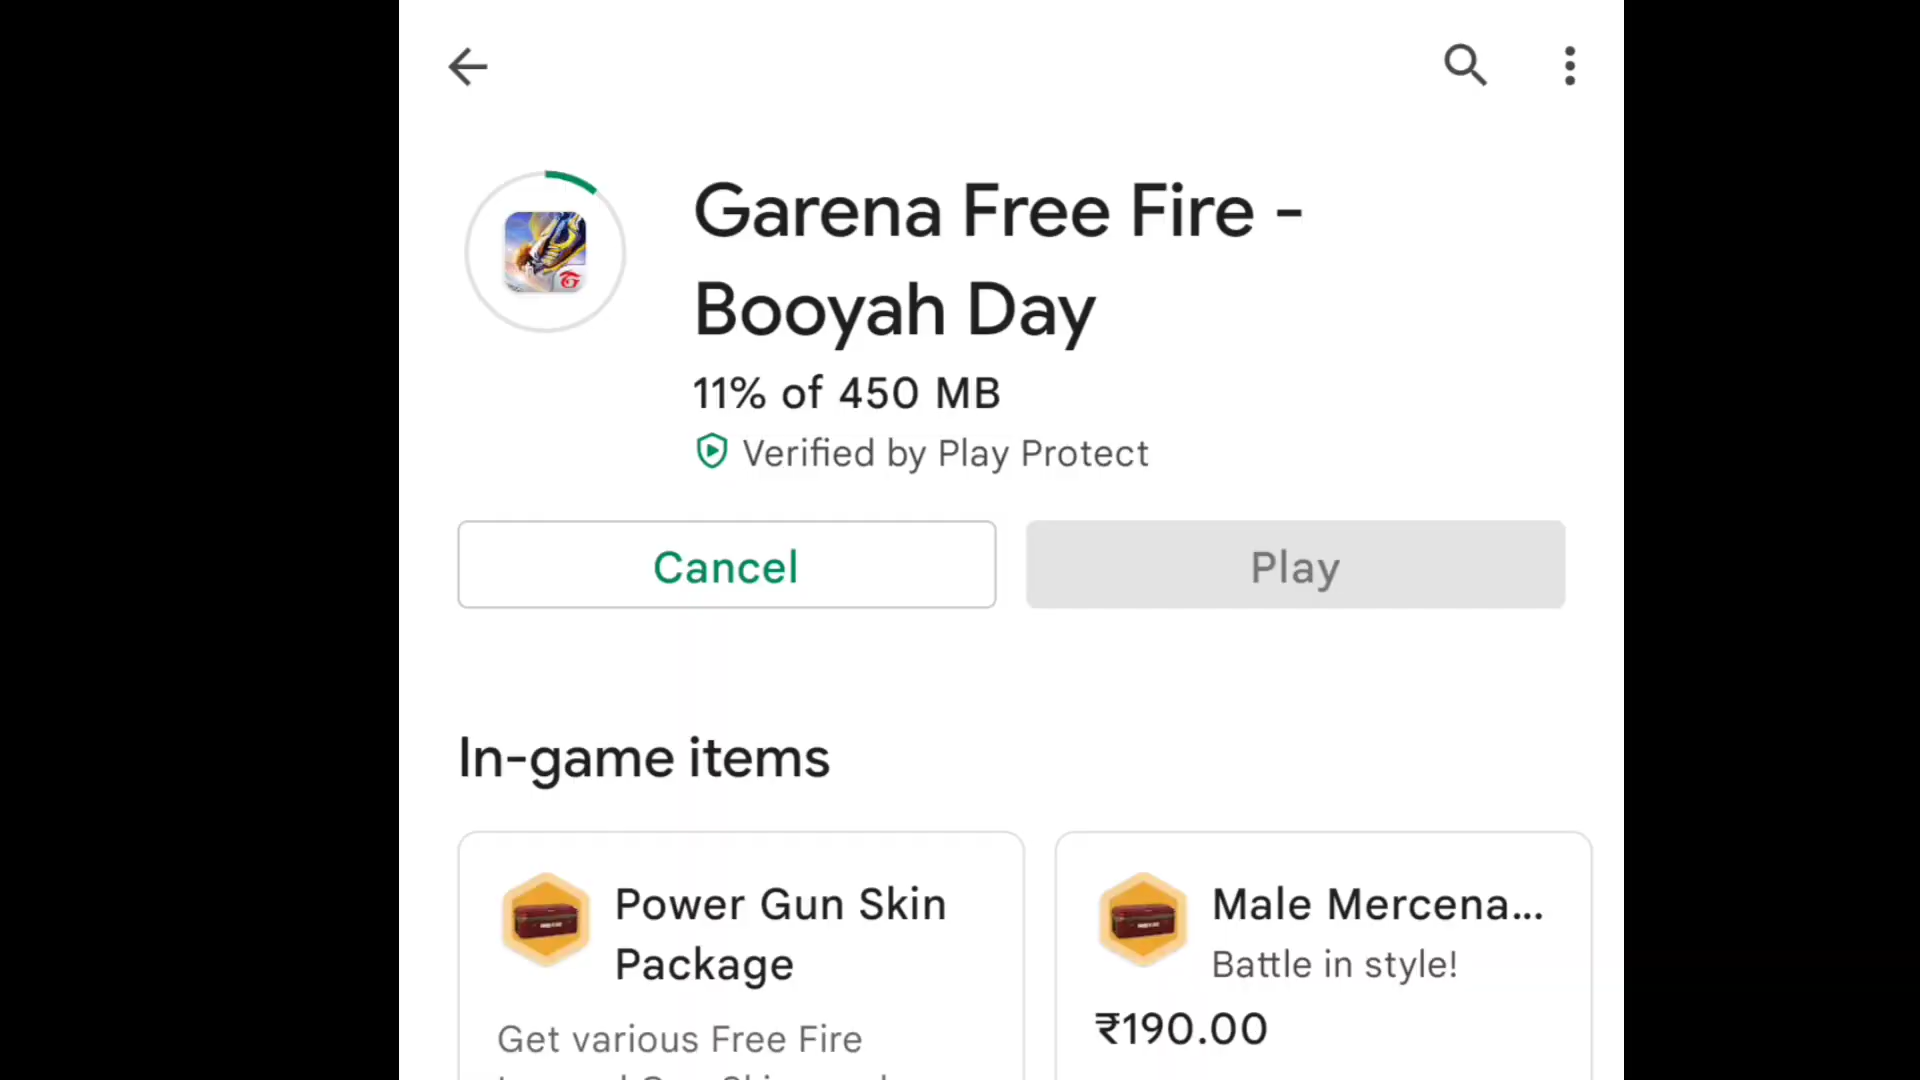 Garena Free Fire -
Booyah Day
11% of 450 MB
Verified by Play Protect
Cancel
Play
In-game items
Power Gun Skin
Package
Get various Free Fire
Male Mercena...
Battle in style!
₹190.00